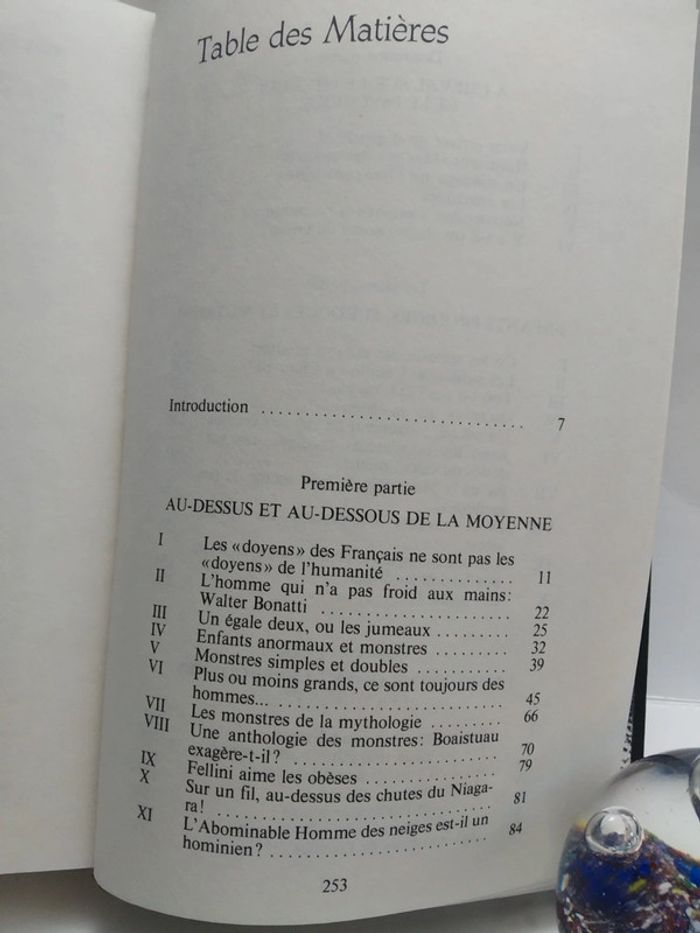 Table des Matières
Introduction .............................. 7
Première partie
AU-DESSUS ET AU-DESSOUS DE LA MOYENNE
I Les «doyens» des Français ne sont pas les
«doyens» de l'humanité .............. 11
II L'homme qui n'a pas froid aux mains:
Walter Bonatti ...................... 22
III Un égale deux, ou les jumeaux ......... 25
IV Enfants anormaux et monstres ......... 32
V Monstres simples et doubles ............ 39
VI Plus ou moins grands, ce sont toujours des
hommes... .......................... 45
VII Les monstres de la mythologie ......... 66
VIII Une anthologie des monstres: Boaistuau
exagère-t-il? ........................ 70
IX Fellini aime les obèses ................ 79
X Sur un fil, au-dessus des chutes du Niaga-
ra! ................................ 81
XI L'Abominable Homme des neiges est-il un
hominien? .......................... 84
253